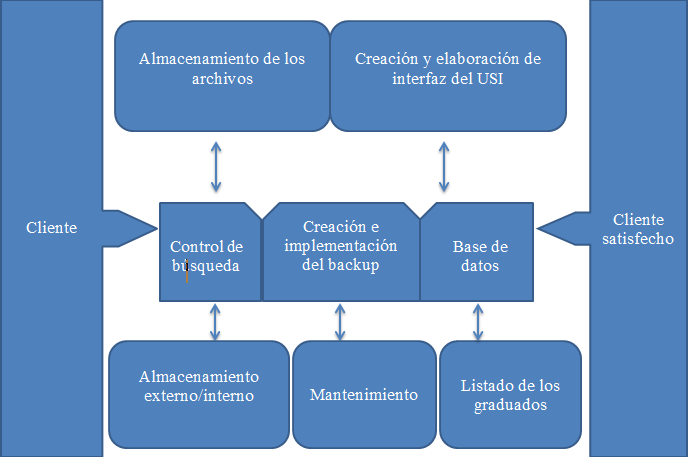 Almacenamiento de los
archivos
Creación y elaboración de
interfaz del USI
Cliente
Control de
búsqueda
Creación e
implementación
del backup
Base de
datos
Cliente
satisfecho
Almacenamiento
externo/interno
Mantenimiento
Listado de los
graduados